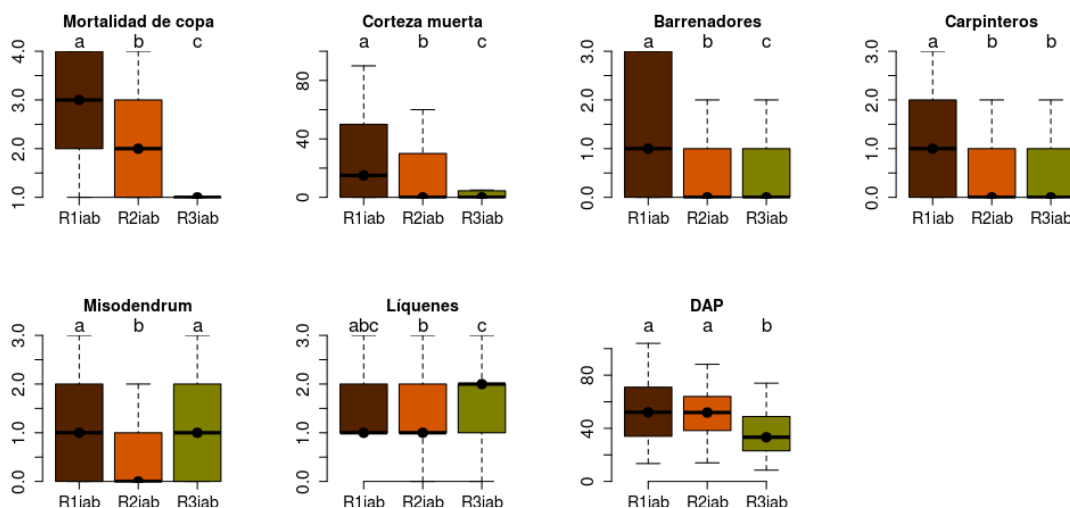 Mortalidad de copa
a b c
4.0
3.0
2.0
1.0
R1iab R2iab R3iab
Corteza muerta
a b c
80
40
0
R1iab R2iab R3iab
Barrenadores
a b c
3.0
2.0
1.0
0.0
R1iab R2iab R3iab
Carpinteros
a b b
3.0
2.0
1.0
0.0
R1iab R2iab R3iab
Misodendrum
a b a
3.0
2.0
1.0
0.0
R1iab R2iab R3iab
Líquenes
abc b c
3.0
2.0
1.0
0.0
R1iab R2iab R3iab
DAP
a a b
80
40
0
R1iab R2iab R3iab